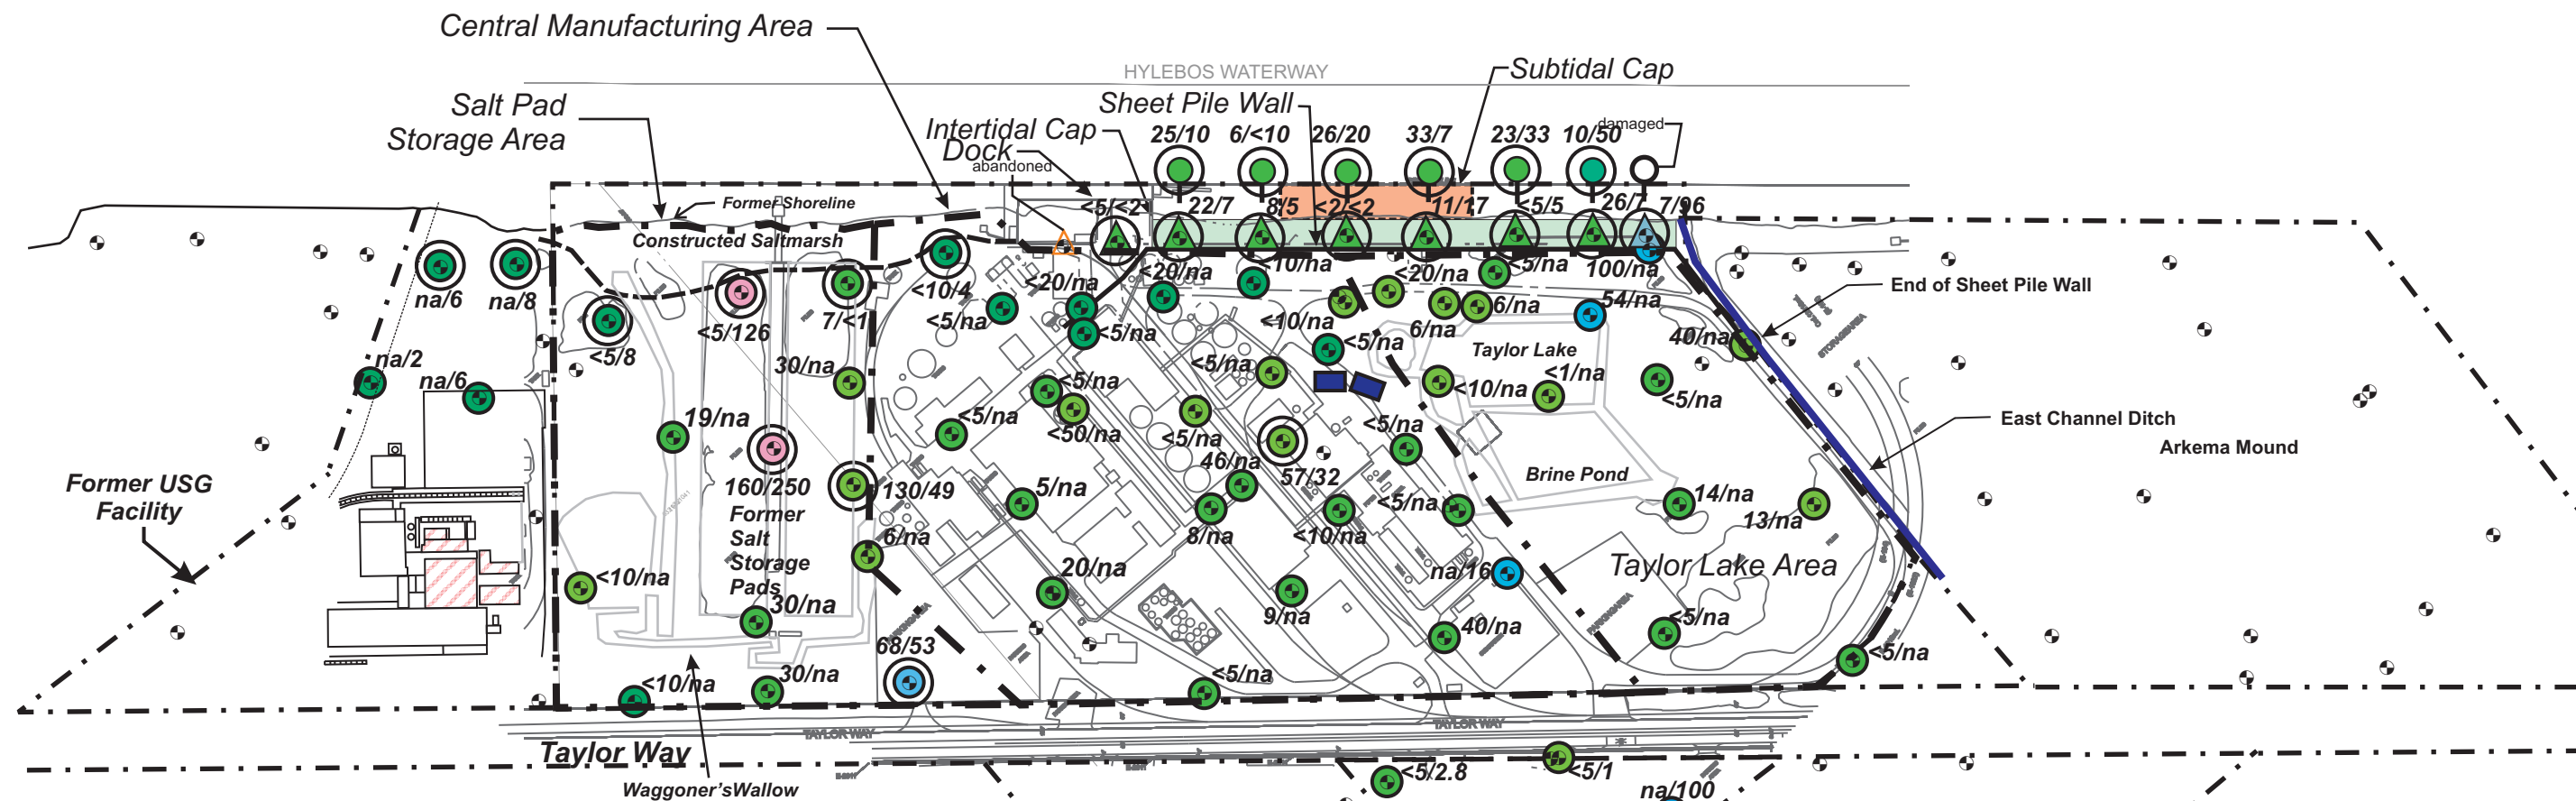 Central Manufacturing Area
HYLEBOS WATERWAY
Subtidal Cap
Salt Pad
Storage Area
Sheet Pile Wall
Intertidal Cap
Dock
abandoned
25/10
6/<10
26/20
33/7
23/33
10/50
damaged
Former Shoreline
Constructed Saltmarsh
<5/<2
22/7
8/5
<2/<2
11/17
<5/5
26/7
7/96
na/6
na/8
<5/8
<5/126
7/<1
<10/4
<5/na
<20/na
<5/na
<20/na
<10/na
<10/na
<20/na
6/na
6/na
<5/na
100/na
54/na
40/na
End of Sheet Pile Wall
na/2
na/6
30/na
<5/na
<50/na
<5/na
<5/na
<5/na
Taylor Lake
<10/na
<1/na
<5/na
19/na
<5/na
<5/na
46/na
57/32
<5/na
East Channel Ditch
Arkema Mound
Brine Pond
Former USG
Facility
160/250
Former
Salt
Storage
Pads
130/49
6/na
5/na
8/na
<10/na
<5/na
14/na
13/na
<10/na
20/na
9/na
na/16
Taylor Lake Area
30/na
STORAGE AREA
PARKING AREA
PARKING AREA
68/53
40/na
<5/na
<5/na
<10/na
30/na
<5/na
TAYLOR WAY
TAYLOR WAY
Taylor Way
Waggoner'sWallow
<5/2.8
<5/1
na/100